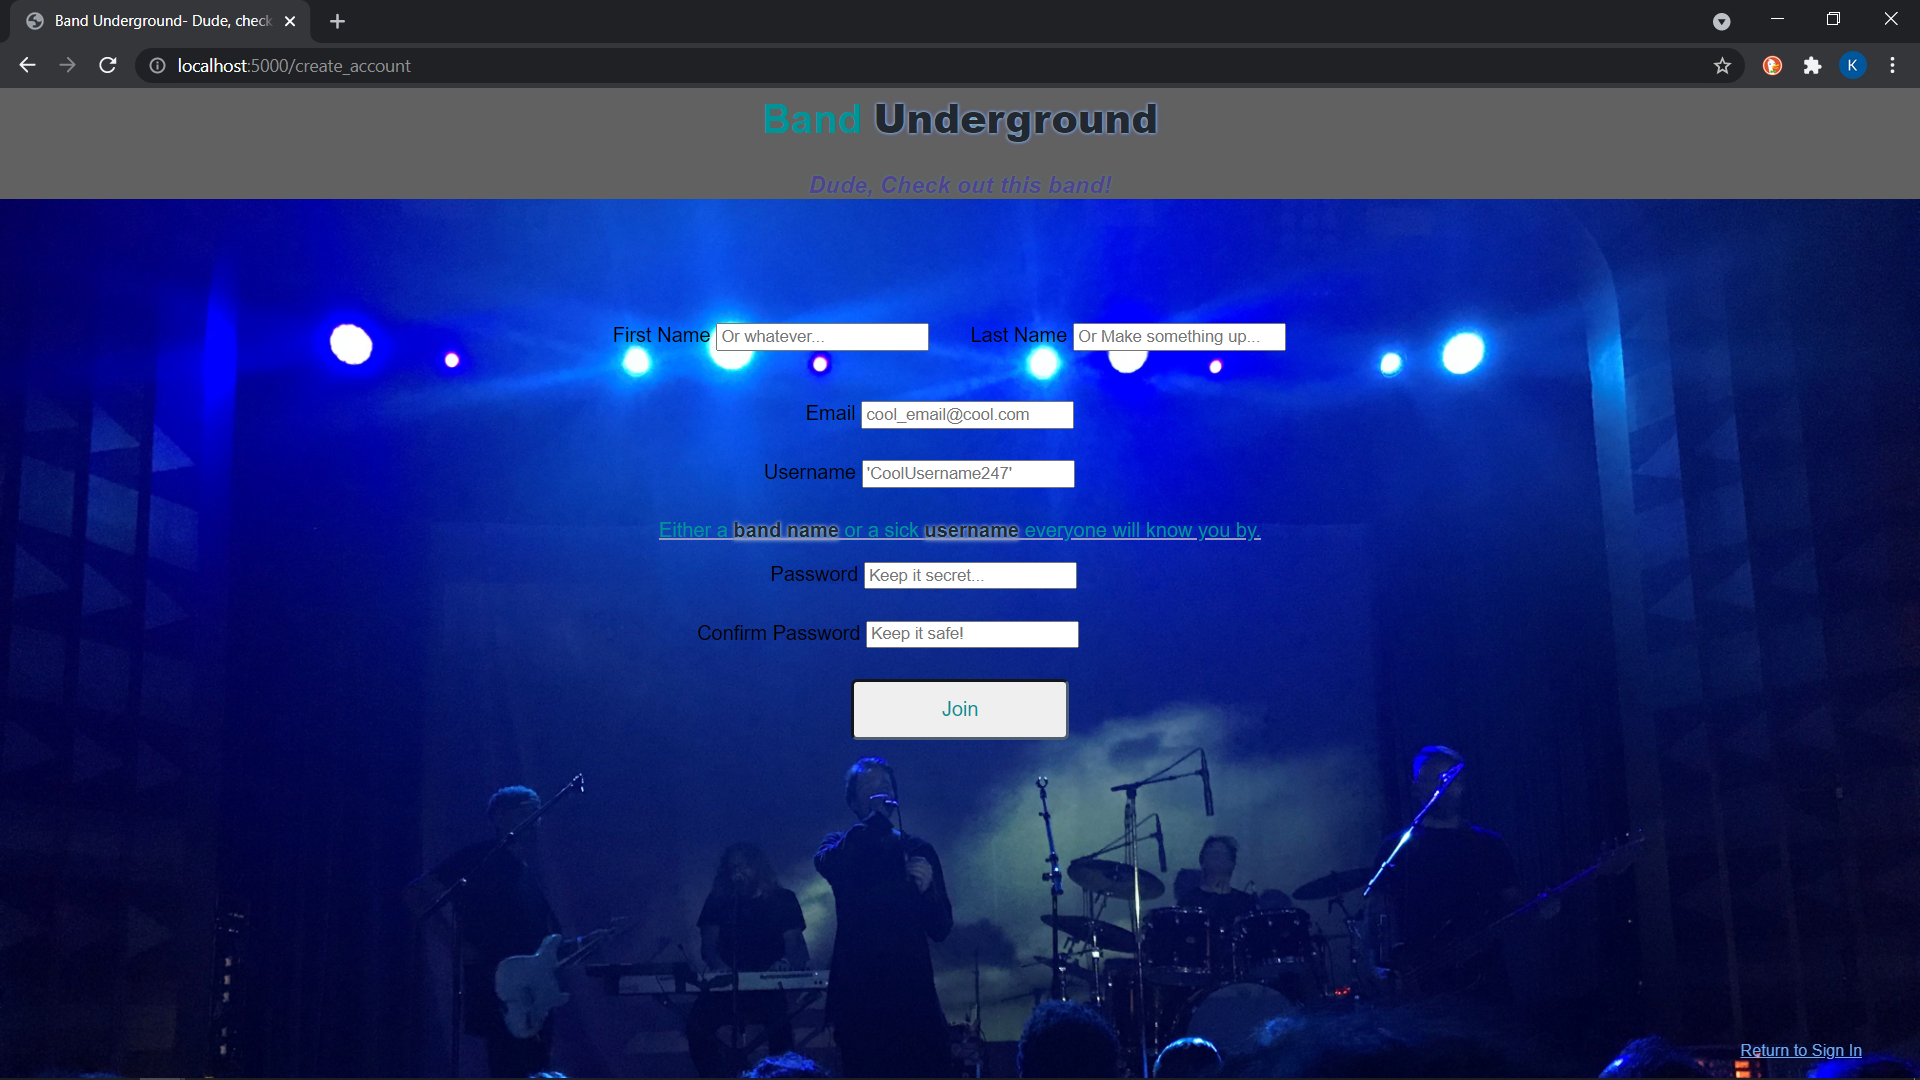 Band Underground- Dude, check
localhost:5000/create_account
K
Band Underground
Dude, Check out this band!
First Name Or whatever... Last Name Or Make something up...
Email cool_email@cool.com
Username 'CoolUsername247'
Either a band name or a sick username everyone will know you by.
Password Keep it secret...
Confirm Password Keep it safe!
Join
Return to Sign In